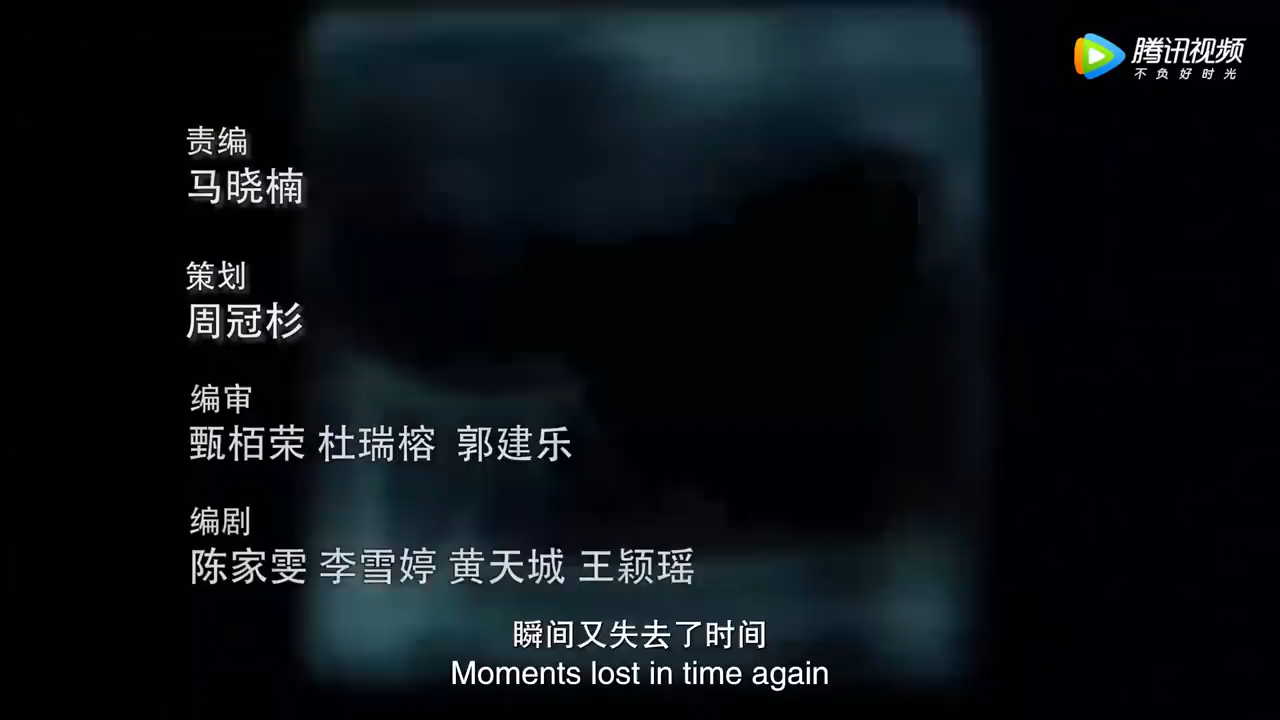 腾讯视频
不负好时光
责编
马晓楠
策划
周冠杉
编审
甄栢荣 杜瑞榕 郭建乐
编剧
陈家雯 李雪婷 黄天城 王颖瑶
瞬间又失去了时间
Moments lost in time again